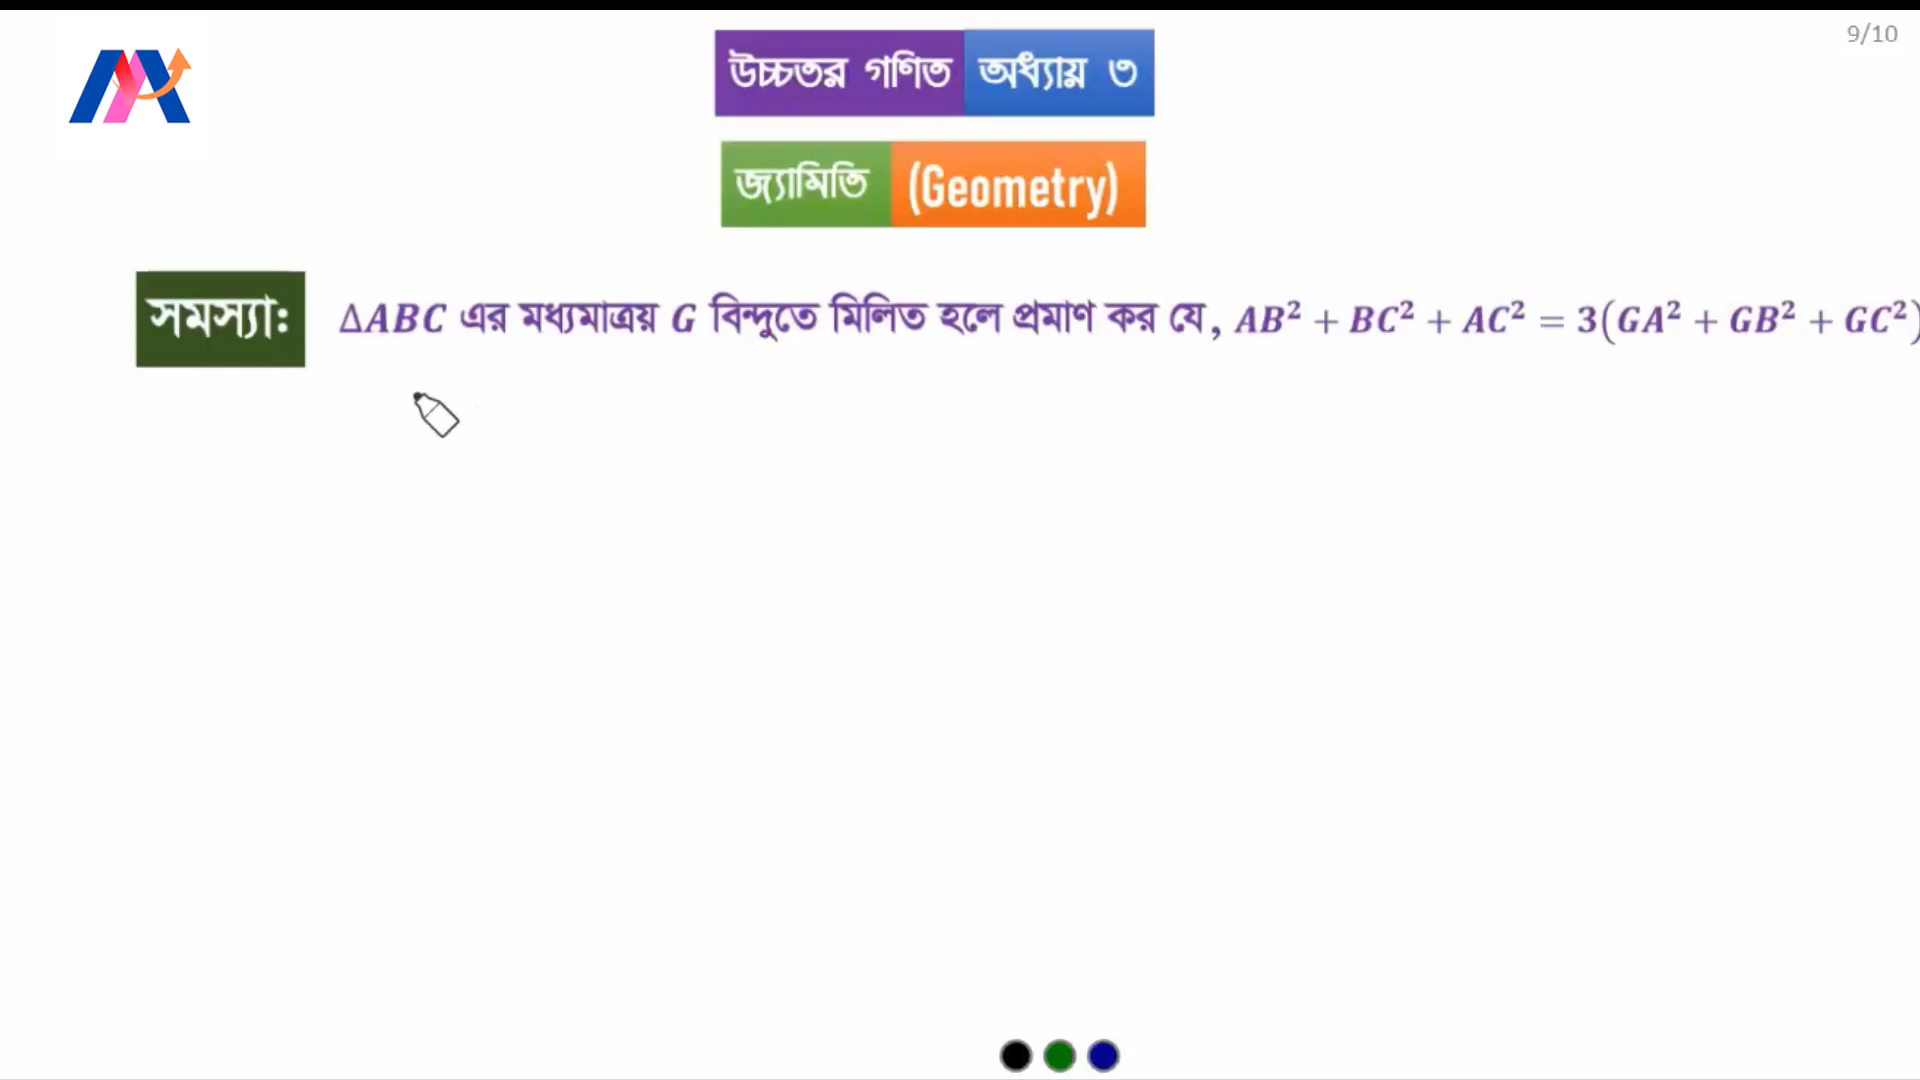 9/10
উচ্চতর গণিত অধ্যায় ৩
জ্যামিতি (Geometry)
সমস্যাঃ ΔABC এর মধ্যমাত্রয় G বিন্দুতে মিলিত হলে প্রমাণ কর যে, AB² + BC² + AC² = 3(GA² + GB² + GC²)